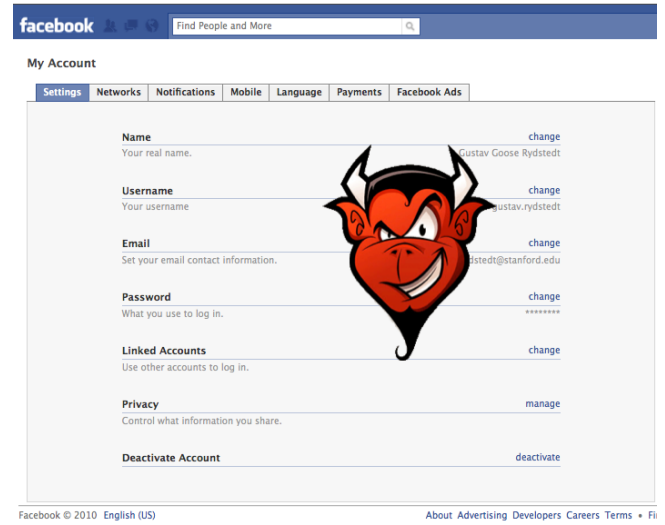 facebook Find People and More
My Account
Settings Networks Notifications Mobile Language Payments Facebook Ads
Name change
Your real name. Gustav Goose Rydstedt
Username change
Your username gustav.rydstedt
Email change
Set your email contact information. dstedt@stanford.edu
Password change
What you use to log in. ********
Linked Accounts change
Use other accounts to log in.
Privacy manage
Control what information you share.
Deactivate Account deactivate
Facebook © 2010 English (US) About Advertising Developers Careers Terms •